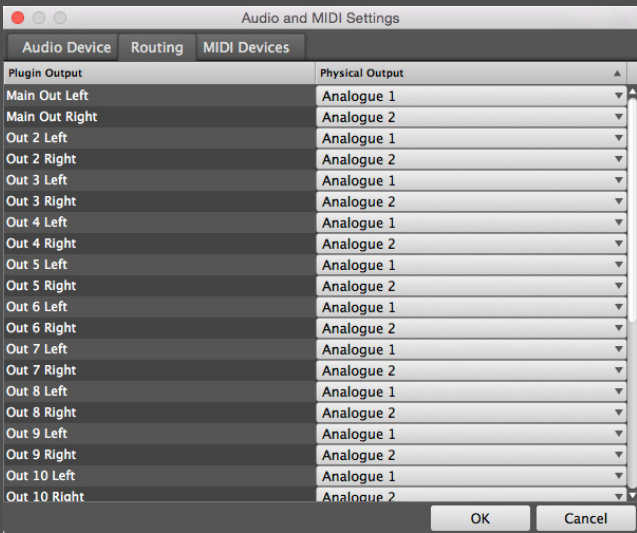 Audio and MIDI Settings
Audio Device Routing MIDI Devices
Plugin Output Physical Output
Main Out Left Analogue 1
Main Out Right Analogue 2
Out 2 Left Analogue 1
Out 2 Right Analogue 2
Out 3 Left Analogue 1
Out 3 Right Analogue 2
Out 4 Left Analogue 1
Out 4 Right Analogue 2
Out 5 Left Analogue 1
Out 5 Right Analogue 2
Out 6 Left Analogue 1
Out 6 Right Analogue 2
Out 7 Left Analogue 1
Out 7 Right Analogue 2
Out 8 Left Analogue 1
Out 8 Right Analogue 2
Out 9 Left Analogue 1
Out 9 Right Analogue 2
Out 10 Left Analogue 1
Out 10 Right Analogue 2
OK Cancel